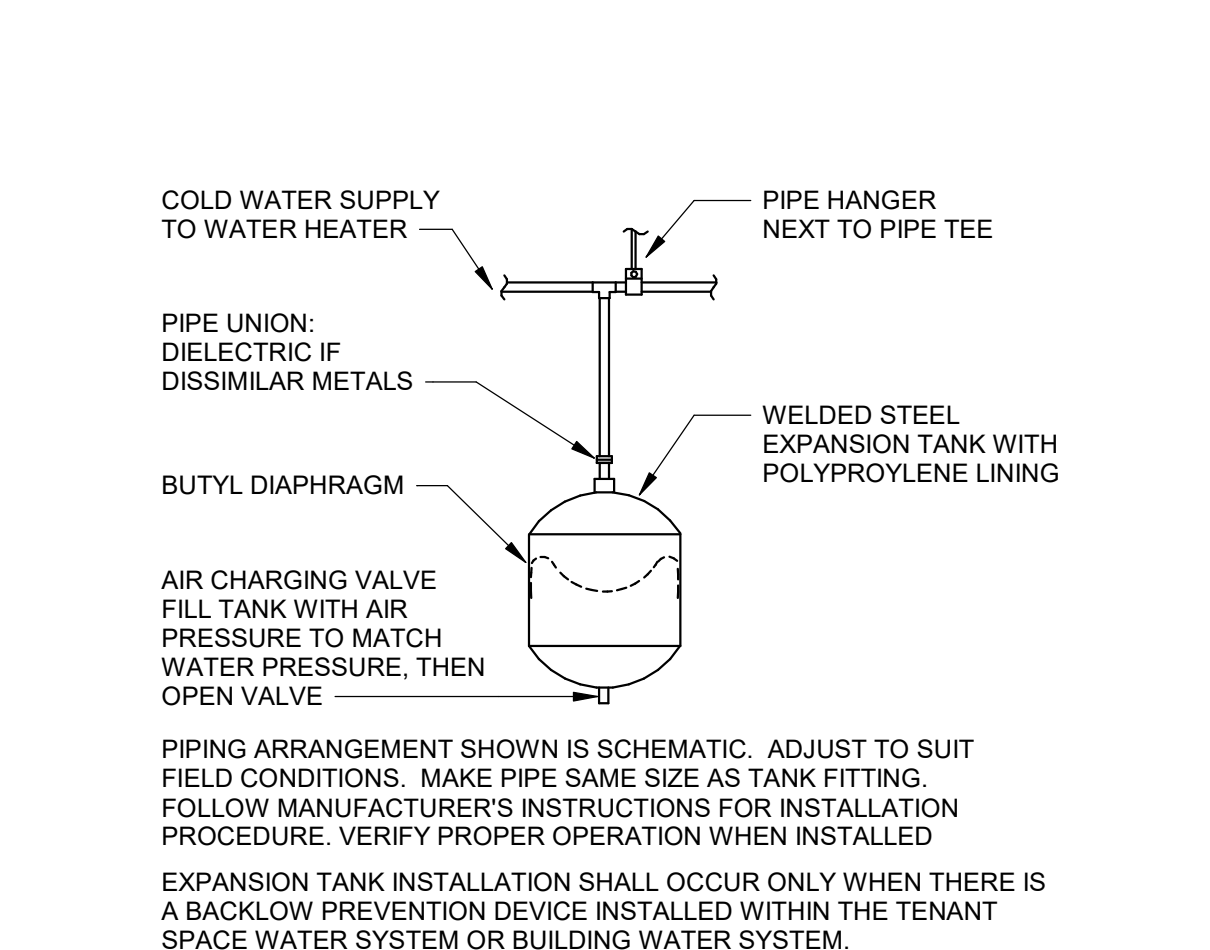 COLD WATER SUPPLY
TO WATER HEATER
PIPE HANGER
NEXT TO PIPE TEE
PIPE UNION:
DIELECTRIC IF
DISSIMILAR METALS
WELDED STEEL
EXPANSION TANK WITH
POLYPROYLENE LINING
BUTYL DIAPHRAGM
AIR CHARGING VALVE
FILL TANK WITH AIR
PRESSURE TO MATCH
WATER PRESSURE, THEN
OPEN VALVE
PIPING ARRANGEMENT SHOWN IS SCHEMATIC.  ADJUST TO SUIT
FIELD CONDITIONS.  MAKE PIPE SAME SIZE AS TANK FITTING.
FOLLOW MANUFACTURER'S INSTRUCTIONS FOR INSTALLATION
PROCEDURE. VERIFY PROPER OPERATION WHEN INSTALLED
EXPANSION TANK INSTALLATION SHALL OCCUR ONLY WHEN THERE IS
A BACKLOW PREVENTION DEVICE INSTALLED WITHIN THE TENANT
SPACE WATER SYSTEM OR BUILDING WATER SYSTEM.